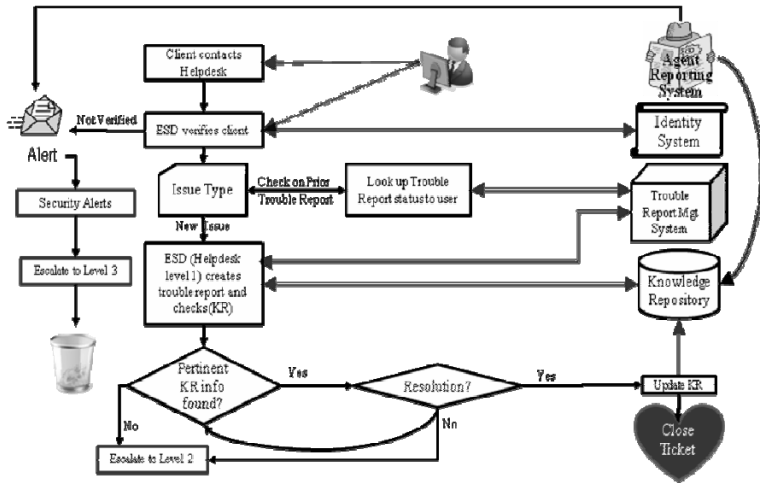 Client contacts
Helpdesk
Agent
Reporting
System
Not Verified
ESD verifies client
Identity
System
Alert
Issue Type
Check on Prior
Trouble Report
Look up Trouble
Report status to user
Trouble
Report Mgt
System
Security Alerts
New Issue
ESD (Helpdesk
level 1) creates
trouble report and
checks(KR)
Escalate to Level 3
Knowledge
Repository
Pertinent
KR info
found?
Yes
Resolution?
Yes
Update KR
No
No
Escalate to Level 2
Close
Ticket